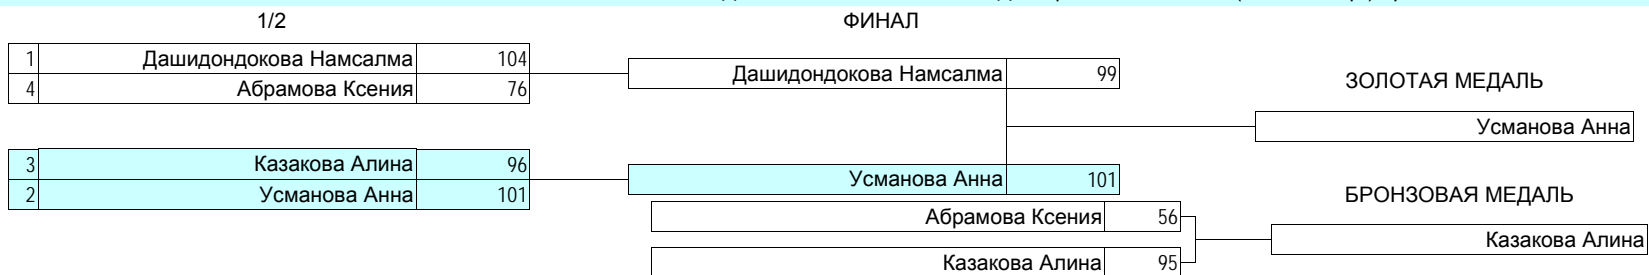 1/2 ФИНАЛ
1 Дашидондокова Намсалма 104
4 Абрамова Ксения 76
Дашидондокова Намсалма 99
ЗОЛОТАЯ МЕДАЛЬ
Усманова Анна
3 Казакова Алина 96
2 Усманова Анна 101
Усманова Анна 101
БРОНЗОВАЯ МЕДАЛЬ
Абрамова Ксения 56
Казакова Алина
Казакова Алина 95